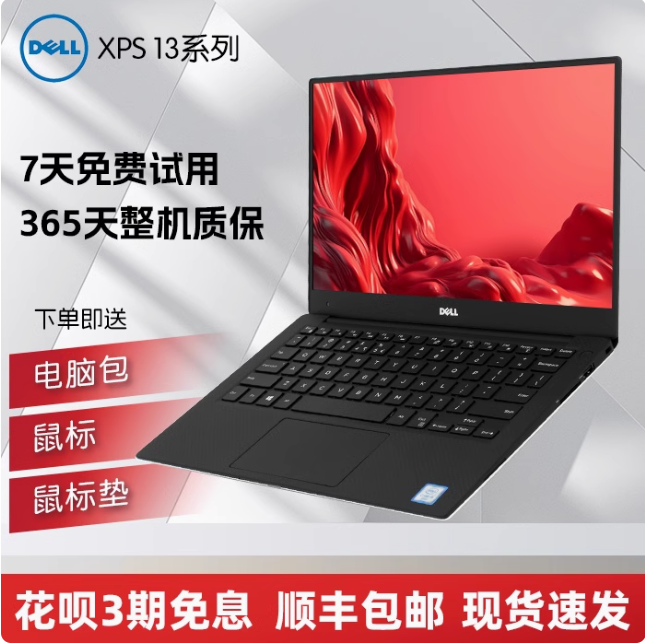 DELL XPS 13系列
7天免费试用
365天整机质保
下单即送
电脑包
鼠标
鼠标垫
DELL
花呗3期免息 顺丰包邮 现货速发